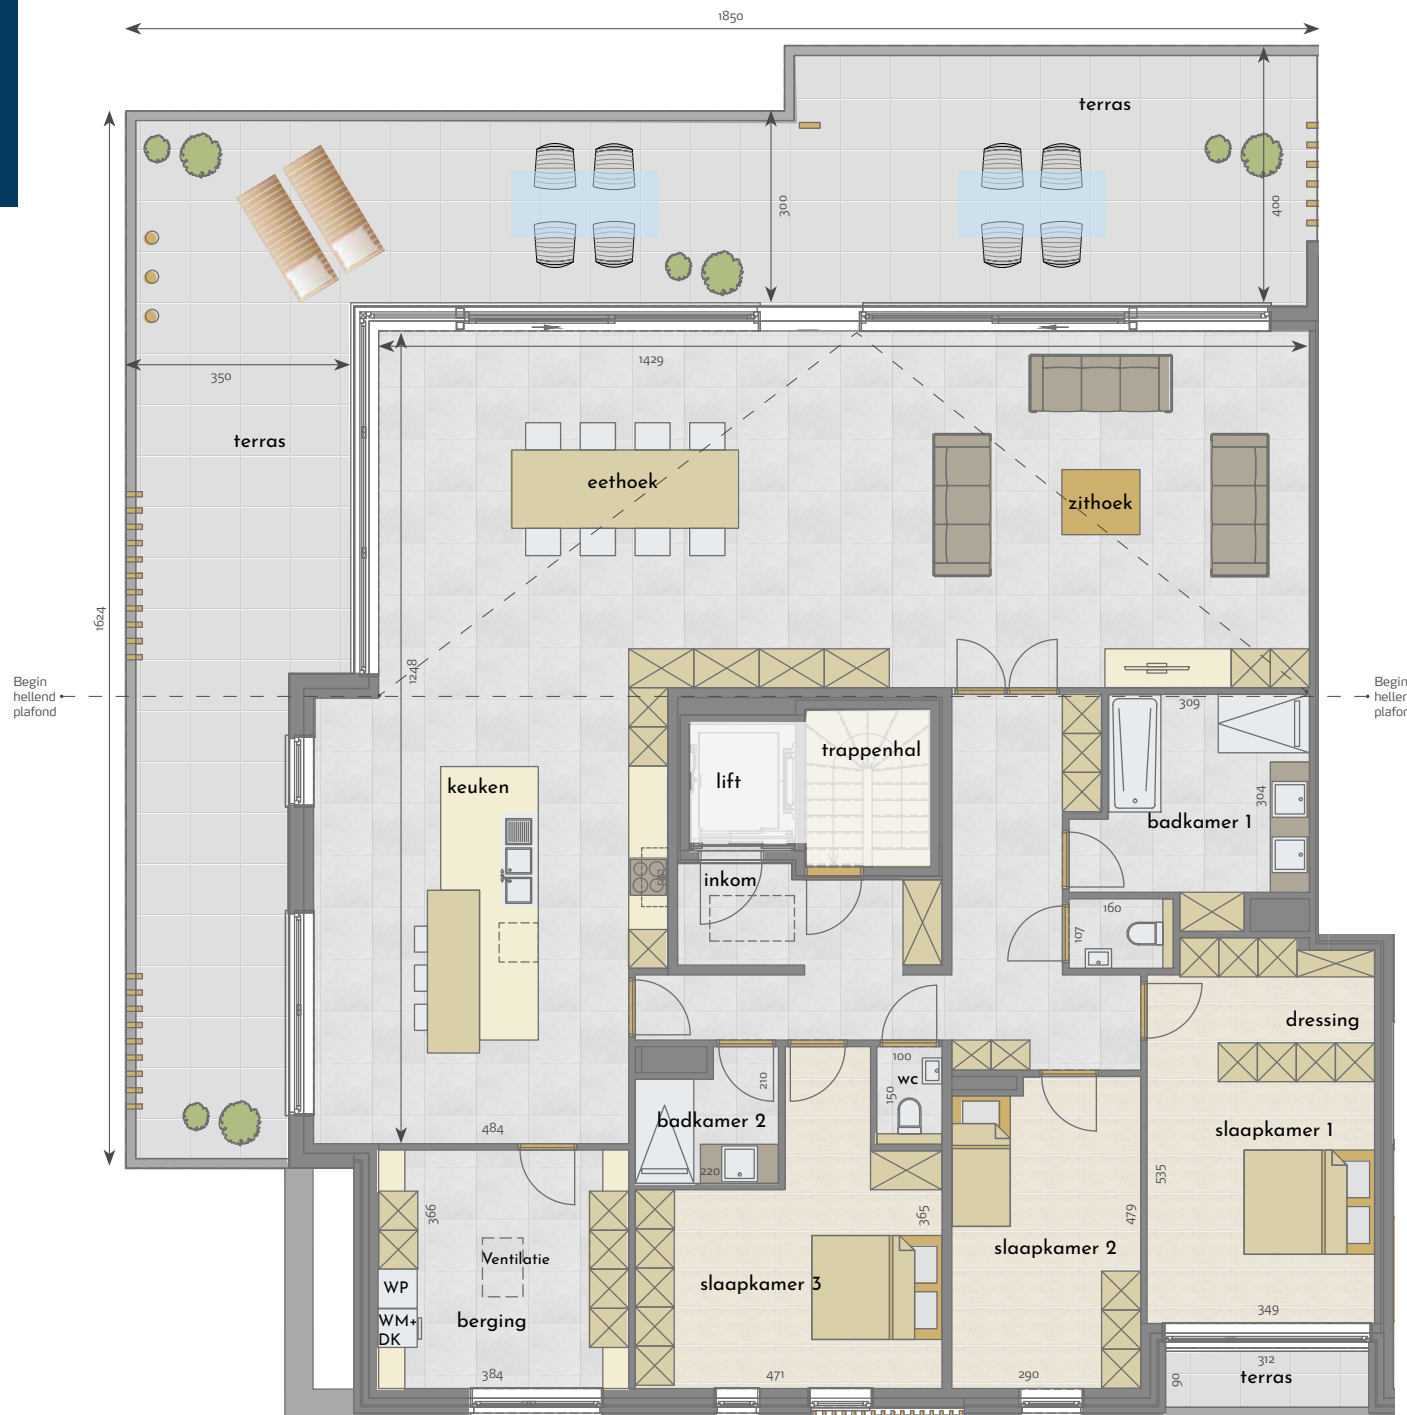 1850
terras
300
400
350
1429
terras
eethoek
zithoek
1624
1248
Begin
hellend
plafond
Begin
hellen
plafon
309
trappenhal
lift
keuken
304
badkamer 1
inkom
160
107
dressing
100
wc
210
150
badkamer 2
484
slaapkamer 1
220
535
366
365
479
slaapkamer 2
Ventilatie
WP
slaapkamer 3
349
WM+
DK
berging
312
384
471
290
90
terras